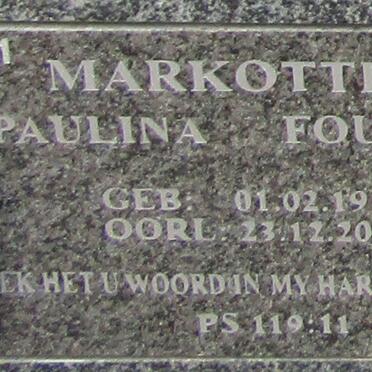 MARKOTT
PAULINA FOU
GEB: 01.02.19
OORL: 23.12.20
EK HET U WOORD IN MY HAR
PS 119:11